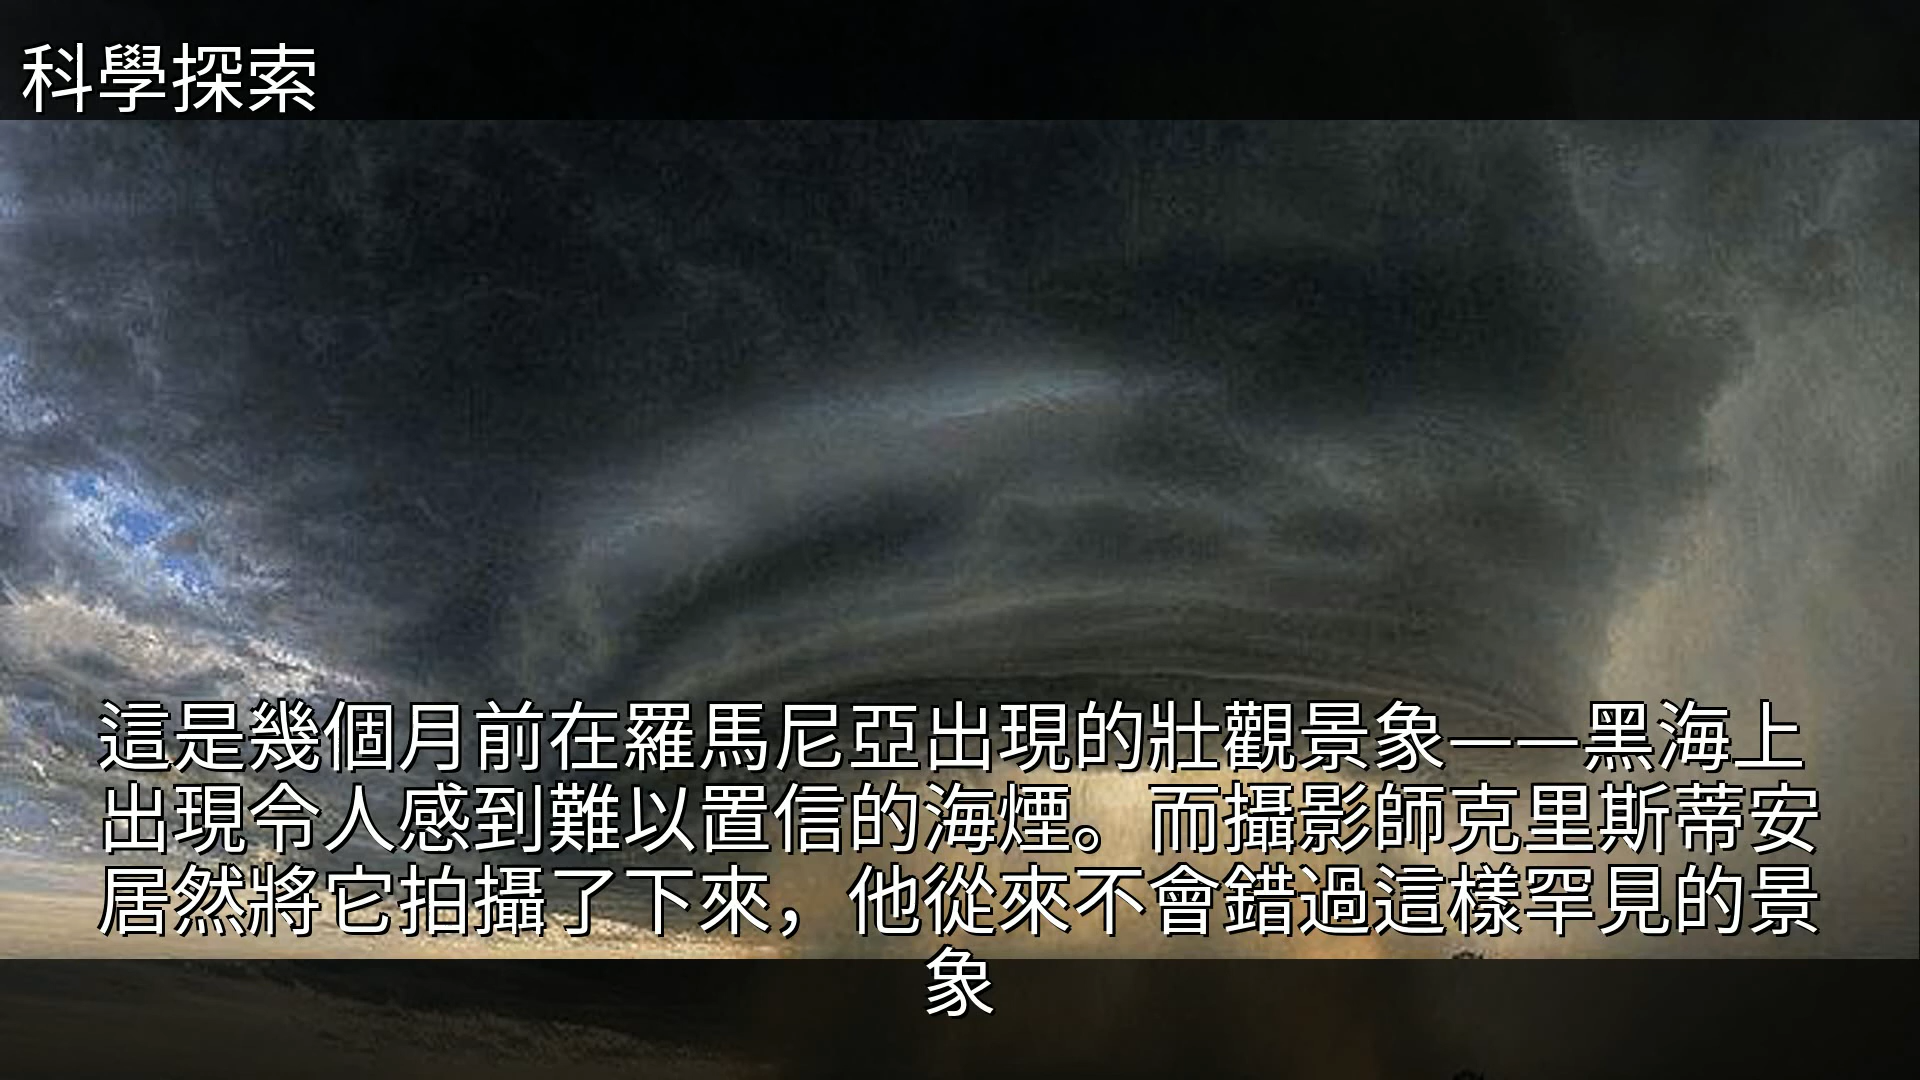 科學探索
這是幾個月前在羅馬尼亞出現的壯觀景象——黑海上
出現令人感到難以置信的海煙。而攝影師克里斯蒂安
居然將它拍攝了下來，他從來不會錯過這樣罕見的景
象